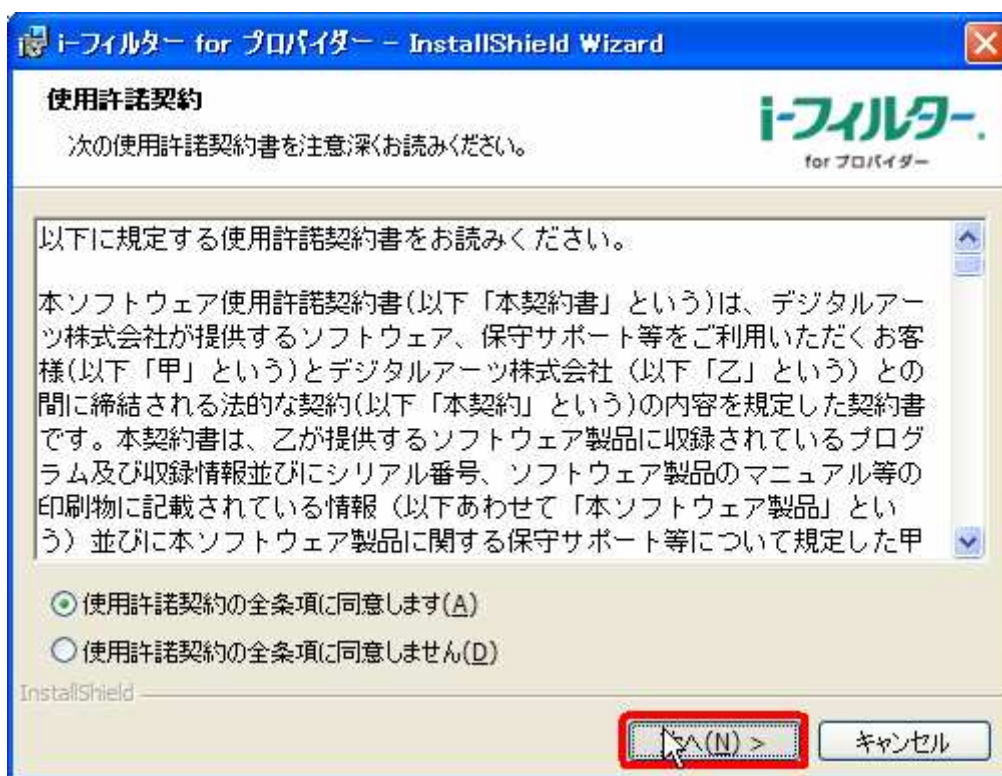 i-フィルター for プロバイダー - InstallShield Wizard
使用許諾契約
次の使用許諾契約書を注意深くお読みください。
i-フィルター.
for プロバイダー
以下に規定する使用許諾契約書をお読みください。
本ソフトウェア使用許諾契約書(以下「本契約書」という)は、デジタルアー
ツ株式会社が提供するソフトウェア、保守サポート等をご利用いただくお客
様(以下「甲」という)とデジタルアーツ株式会社（以下「乙」という）との
間に締結される法的な契約(以下「本契約」という)の内容を規定した契約書
です。本契約書は、乙が提供するソフトウェア製品に収録されているプログ
ラム及び収録情報並びにシリアル番号、ソフトウェア製品のマニュアル等の
印刷物に記載されている情報（以下あわせて「本ソフトウェア製品」とい
う）並びに本ソフトウェア製品に関する保守サポート等について規定した甲
使用許諾契約の全条項に同意します(A)
使用許諾契約の全条項に同意しません(D)
InstallShield
へ(N) >
キャンセル